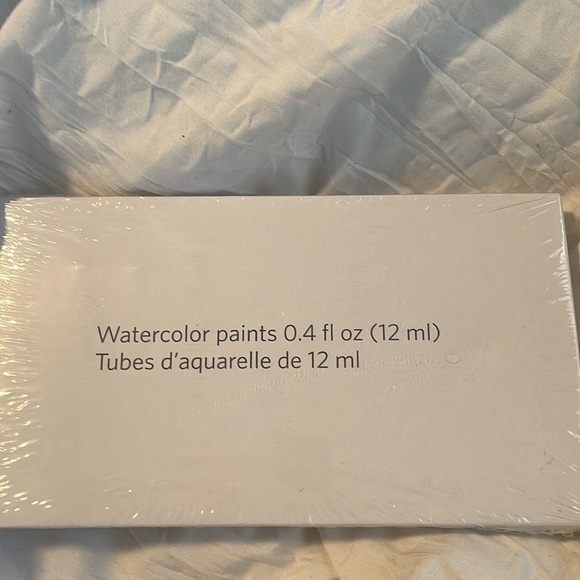 Watercolor paints 0.4 fl oz (12 ml)
Tubes d'aquarelle de 12 ml